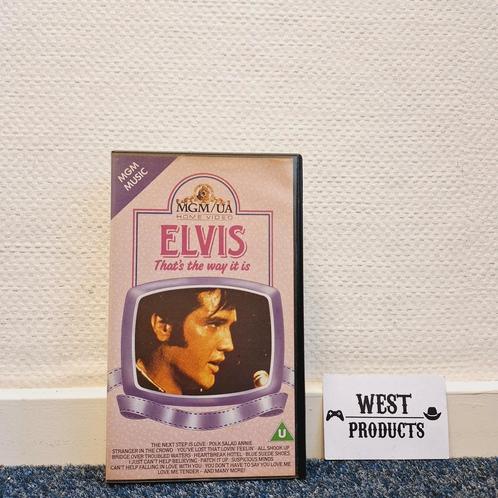 MGM
MUSIC
MGM/UA
HOME VIDEO
ELVIS
That's the way it is
THE NEXT STEP IS LOVE · POLK SALAD ANNIE
STRANGER IN THE CROWD · YOU'VE LOST THAT LOVIN' FEELIN' · ALL SHOOK UP
BRIDGE OVER TROUBLED WATERS · HEARTBREAK HOTEL · BLUE SUEDE SHOES
I JUST CAN'T HELP BELIEVING · PATCH IT UP · SUSPICIOUS MINDS
CAN'T HELP FALLING IN LOVE WITH YOU · YOU DON'T HAVE TO SAY YOU LOVE ME
LOVE ME TENDER – AND MANY MORE!
U
WEST
PRODUCTS